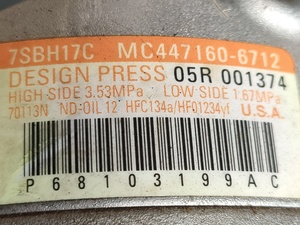 7SBH17C MC447160-6712
DESIGN PRESS 05R 001374
HIGH-SIDE 3.53MPa LOW-SIDE 1.67MPa
70113N ND-OIL 12 HFC134a/HFO1234yf U.S.A.
P68103199AC